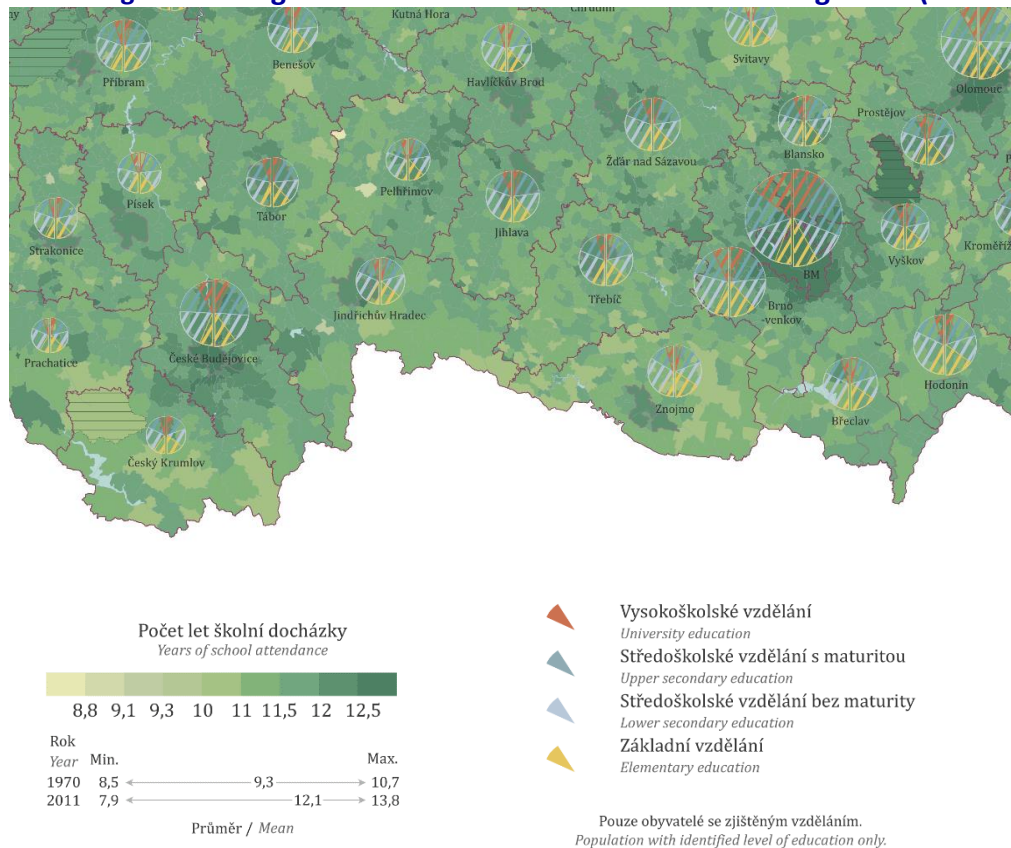 Kutná Hora
Příbram
Benešov
Havlíčkův Brod
Svitavy
Olomouc
Prostějov
Písek
Tábor
Pelhřimov
Žďár nad Sázavou
Blansko
Strakonice
Jihlava
Vyškov
Kroměříž
Třebíč
BM
Brno
-venkov
Jindřichův Hradec
Prachatice
České Budějovice
Znojmo
Břeclav
Hodonín
Český Krumlov
Počet let školní docházky
Years of school attendance
8,8 9,1 9,3 10 11 11,5 12 12,5
Rok
Year Min. Max.
1970 8,5 9,3 10,7
2011 7,9 12,1 13,8
Průměr / Mean
Vysokoškolské vzdělání
University education
Středoškolské vzdělání s maturitou
Upper secondary education
Středoškolské vzdělání bez maturity
Lower secondary education
Základní vzdělání
Elementary education
Pouze obyvatelé se zjištěným vzděláním.
Population with identified level of education only.